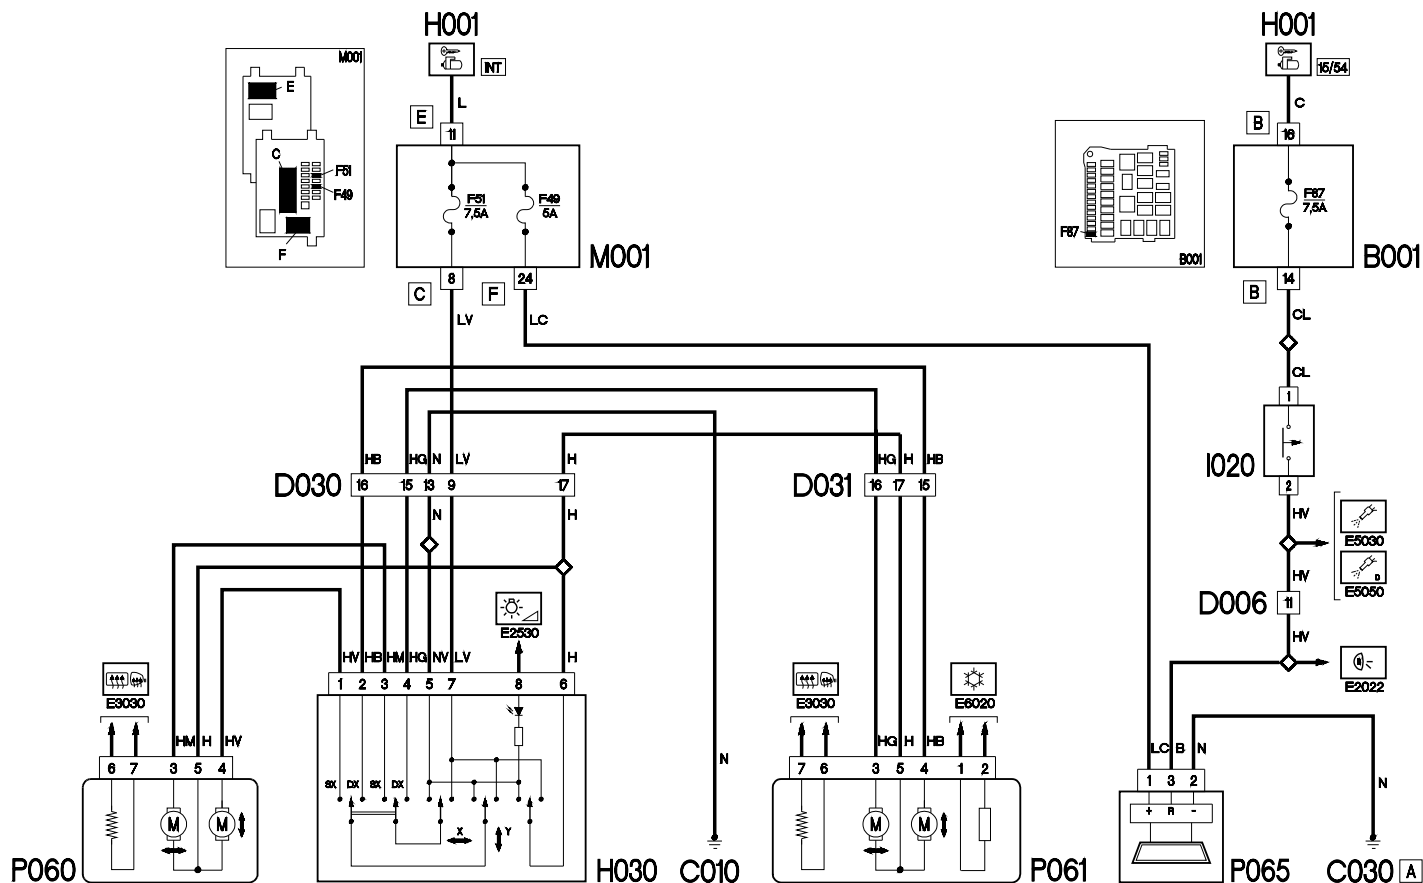 H001
H001
M001
E
C
F51
F49
F
INT
L
E
11
F51
7,5A
F49
5A
M001
8
24
C
F
LV
LC
15/54
C
B
16
F87
B001
F67
7,5A
B001
14
B
CL
CL
1
I020
2
HV
E5030
HV
D
E5050
D006
11
HV
E2022
HB
HG
N
LV
H
D030
16
15
13
9
17
N
H
HG
H
HB
D031
16
17
15
E2530
HV
HB
HM
HG
NV
LV
H
1
2
3
4
5
7
8
6
SX
DX
SX
DX
X
Y
H030
E3030
HM
H
HV
6
7
3
5
4
M
M
P060
N
C010
E3030
E6020
HG
H
HB
7
6
3
5
4
1
2
M
M
P061
LC
B
N
1
3
2
+
R
-
P065
N
C030
A